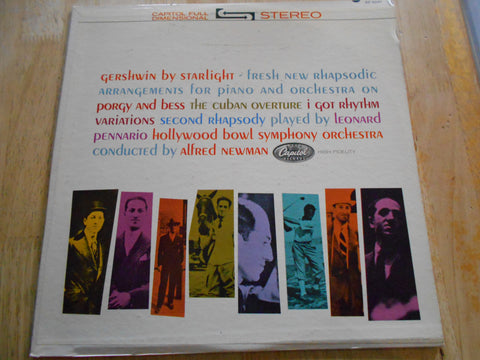 CAPITOL FULL
DIMENSIONAL STEREO
gershwin by starlight - fresh new rhapsodic
arrangements for piano and orchestra on
porgy and bess the cuban overture i got rhythm
variations second rhapsody played by leonard
pennario hollywood bowl symphony orchestra
conducted by alfred newman Capitol RECORDS HIGH FIDELITY